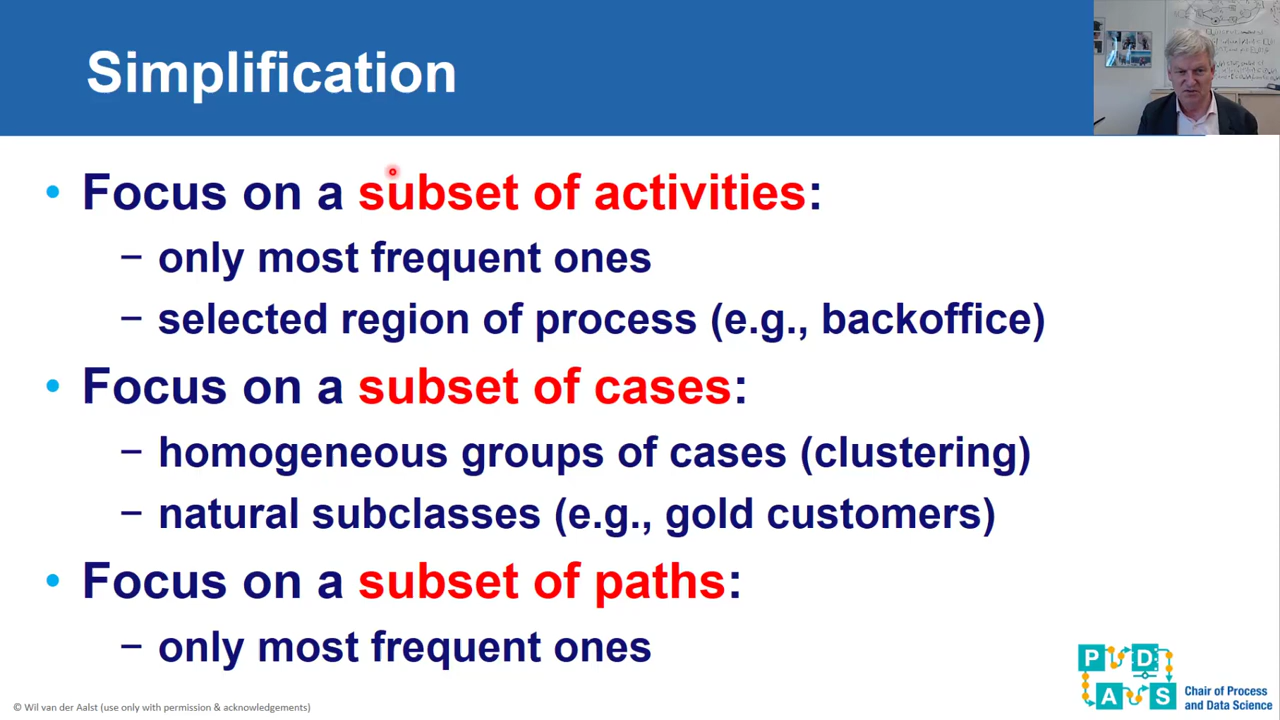 Simplification
• Focus on a subset of activities:
– only most frequent ones
– selected region of process (e.g., backoffice)
• Focus on a subset of cases:
– homogeneous groups of cases (clustering)
– natural subclasses (e.g., gold customers)
• Focus on a subset of paths:
– only most frequent ones
© Wil van der Aalst (use only with permission & acknowledgements)
P D
A S
Chair of Process
and Data Science